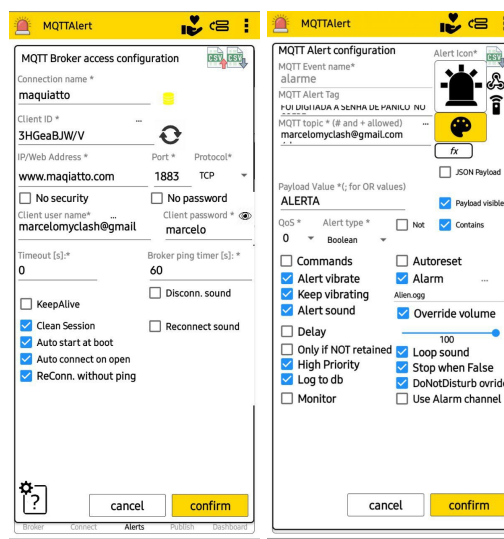 MQTTAlert
MQTT Broker access configuration
CSV CSV
Connection name *
maquiatto
Client ID * ...
3HGeaBJW/V
IP/Web Address * Port * Protocol*
www.maqiatto.com 1883 TCP
No security No password
Client user name* ... Client password *
marcelomyclash@gmail marcelo
Timeout [s]:* Broker ping timer [s]: *
0 60
KeepAlive Disconn. sound
Clean Session Reconnect sound
Auto start at boot
Auto connect on open
ReConn. without ping
?
cancel confirm
Broker Connect Alerts Publish Dashboard
MQTTAlert
MQTT Alert configuration Alert Icon* CSV
MQTT Event name*
alarme
MQTT Alert Tag
FOI DIGITADA A SENHA DE PANICO NO
MQTT topic * (# and + allowed) ...
marcelomyclash@gmail.com
fx
JSON Payload
Payload Value *(; for OR values)
ALERTA Payload visible
QoS * Alert type * Not Contains
0 Boolean
Commands Autoreset
Alert vibrate Alarm ...
Keep vibrating Alien.ogg
Alert sound Override volume
Delay 100
Only if NOT retained Loop sound
High Priority Stop when False
Log to db DoNotDisturb ovride
Monitor Use Alarm channel
cancel confirm